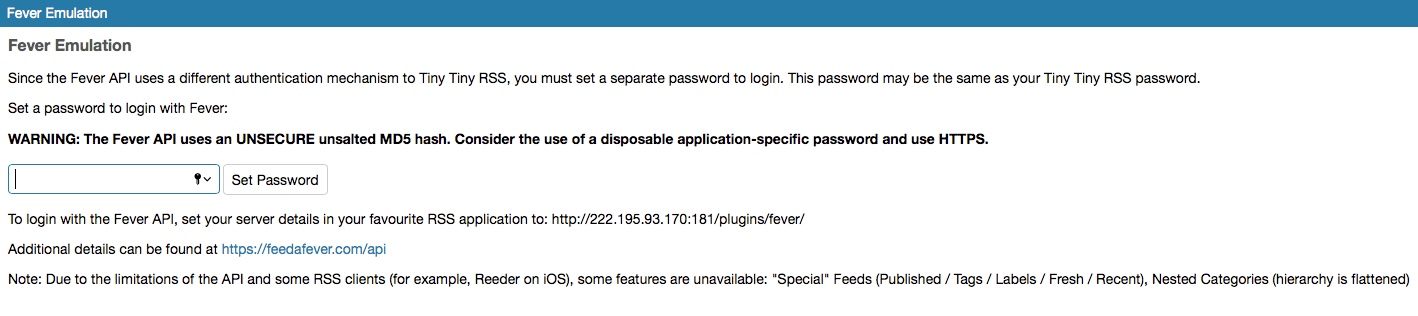 Fever Emulation
Fever Emulation
Since the Fever API uses a different authentication mechanism to Tiny Tiny RSS, you must set a separate password to login. This password may be the same as your Tiny Tiny RSS password.
Set a password to login with Fever:
WARNING: The Fever API uses an UNSECURE unsalted MD5 hash. Consider the use of a disposable application-specific password and use HTTPS.
Set Password
To login with the Fever API, set your server details in your favourite RSS application to: http://222.195.93.170:181/plugins/fever/
Additional details can be found at https://feedafever.com/api
Note: Due to the limitations of the API and some RSS clients (for example, Reeder on iOS), some features are unavailable: "Special" Feeds (Published / Tags / Labels / Fresh / Recent), Nested Categories (hierarchy is flattened)